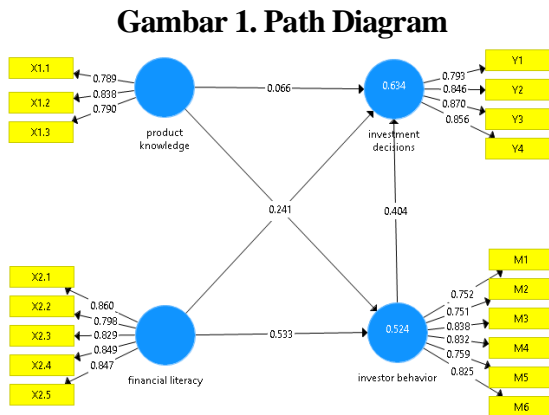 Gambar 1. Path Diagram
X1.1
X1.2
X1.3
0.789
0.838
0.790
product
knowledge
0.066
0.634
investment
decisions
0.793
0.846
0.870
0.856
Y1
Y2
Y3
Y4
0.241
0.404
X2.1
X2.2
X2.3
X2.4
X2.5
0.860
0.798
0.829
0.849
0.847
financial literacy
0.533
0.524
investor behavior
0.752
0.751
0.838
0.832
0.759
0.825
M1
M2
M3
M4
M5
M6